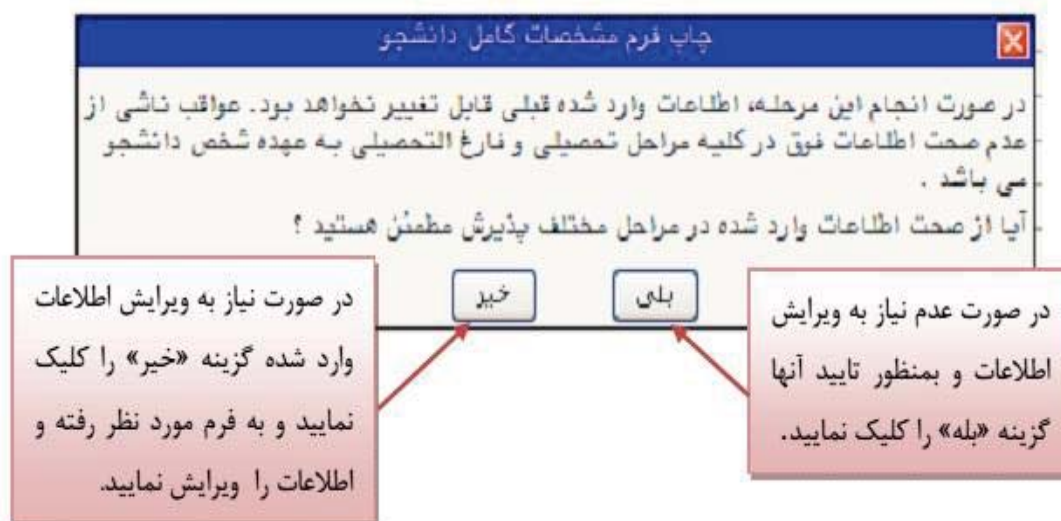 چاپ فرم مشخصات کامل دانشجو
در صورت انجام این مرحله، اطلاعات وارد شده قبلی قابل تغییر نخواهد بود. عواقب ناشی از
عدم صحت اطلاعات فوق در کلیه مراحل تحصیلی و فارغ التحصیلی به عهده شخص دانشجو
می باشد .
آیا از صحت اطلاعات وارد شده در مراحل مختلف پذیرش مطمئن هستید ؟
بلی
خیر
در صورت عدم نیاز به ویرایش
اطلاعات و بمنظور تایید آنها
گزینه «بله» را کلیک نمایید.
در صورت نیاز به ویرایش اطلاعات
وارد شده گزینه «خیر» را کلیک
نمایید و به فرم مورد نظر رفته و
اطلاعات را ویرایش نمایید.